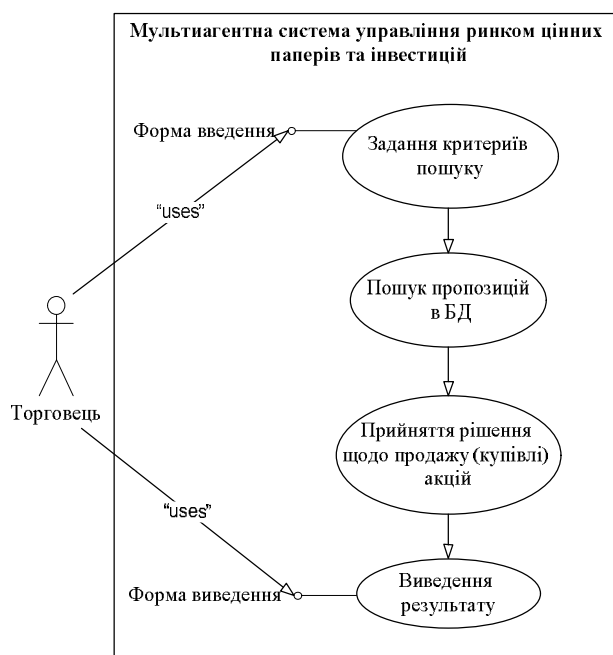 Мультиагентна система управління ринком цінних
паперів та інвестицій
Форма введення
Задання критериїв
пошуку
“uses”
Пошук пропозицій
в БД
Торговець
Прийняття рішення
щодо продажу (купівлі)
акцій
“uses”
Форма виведення
Виведення
результату